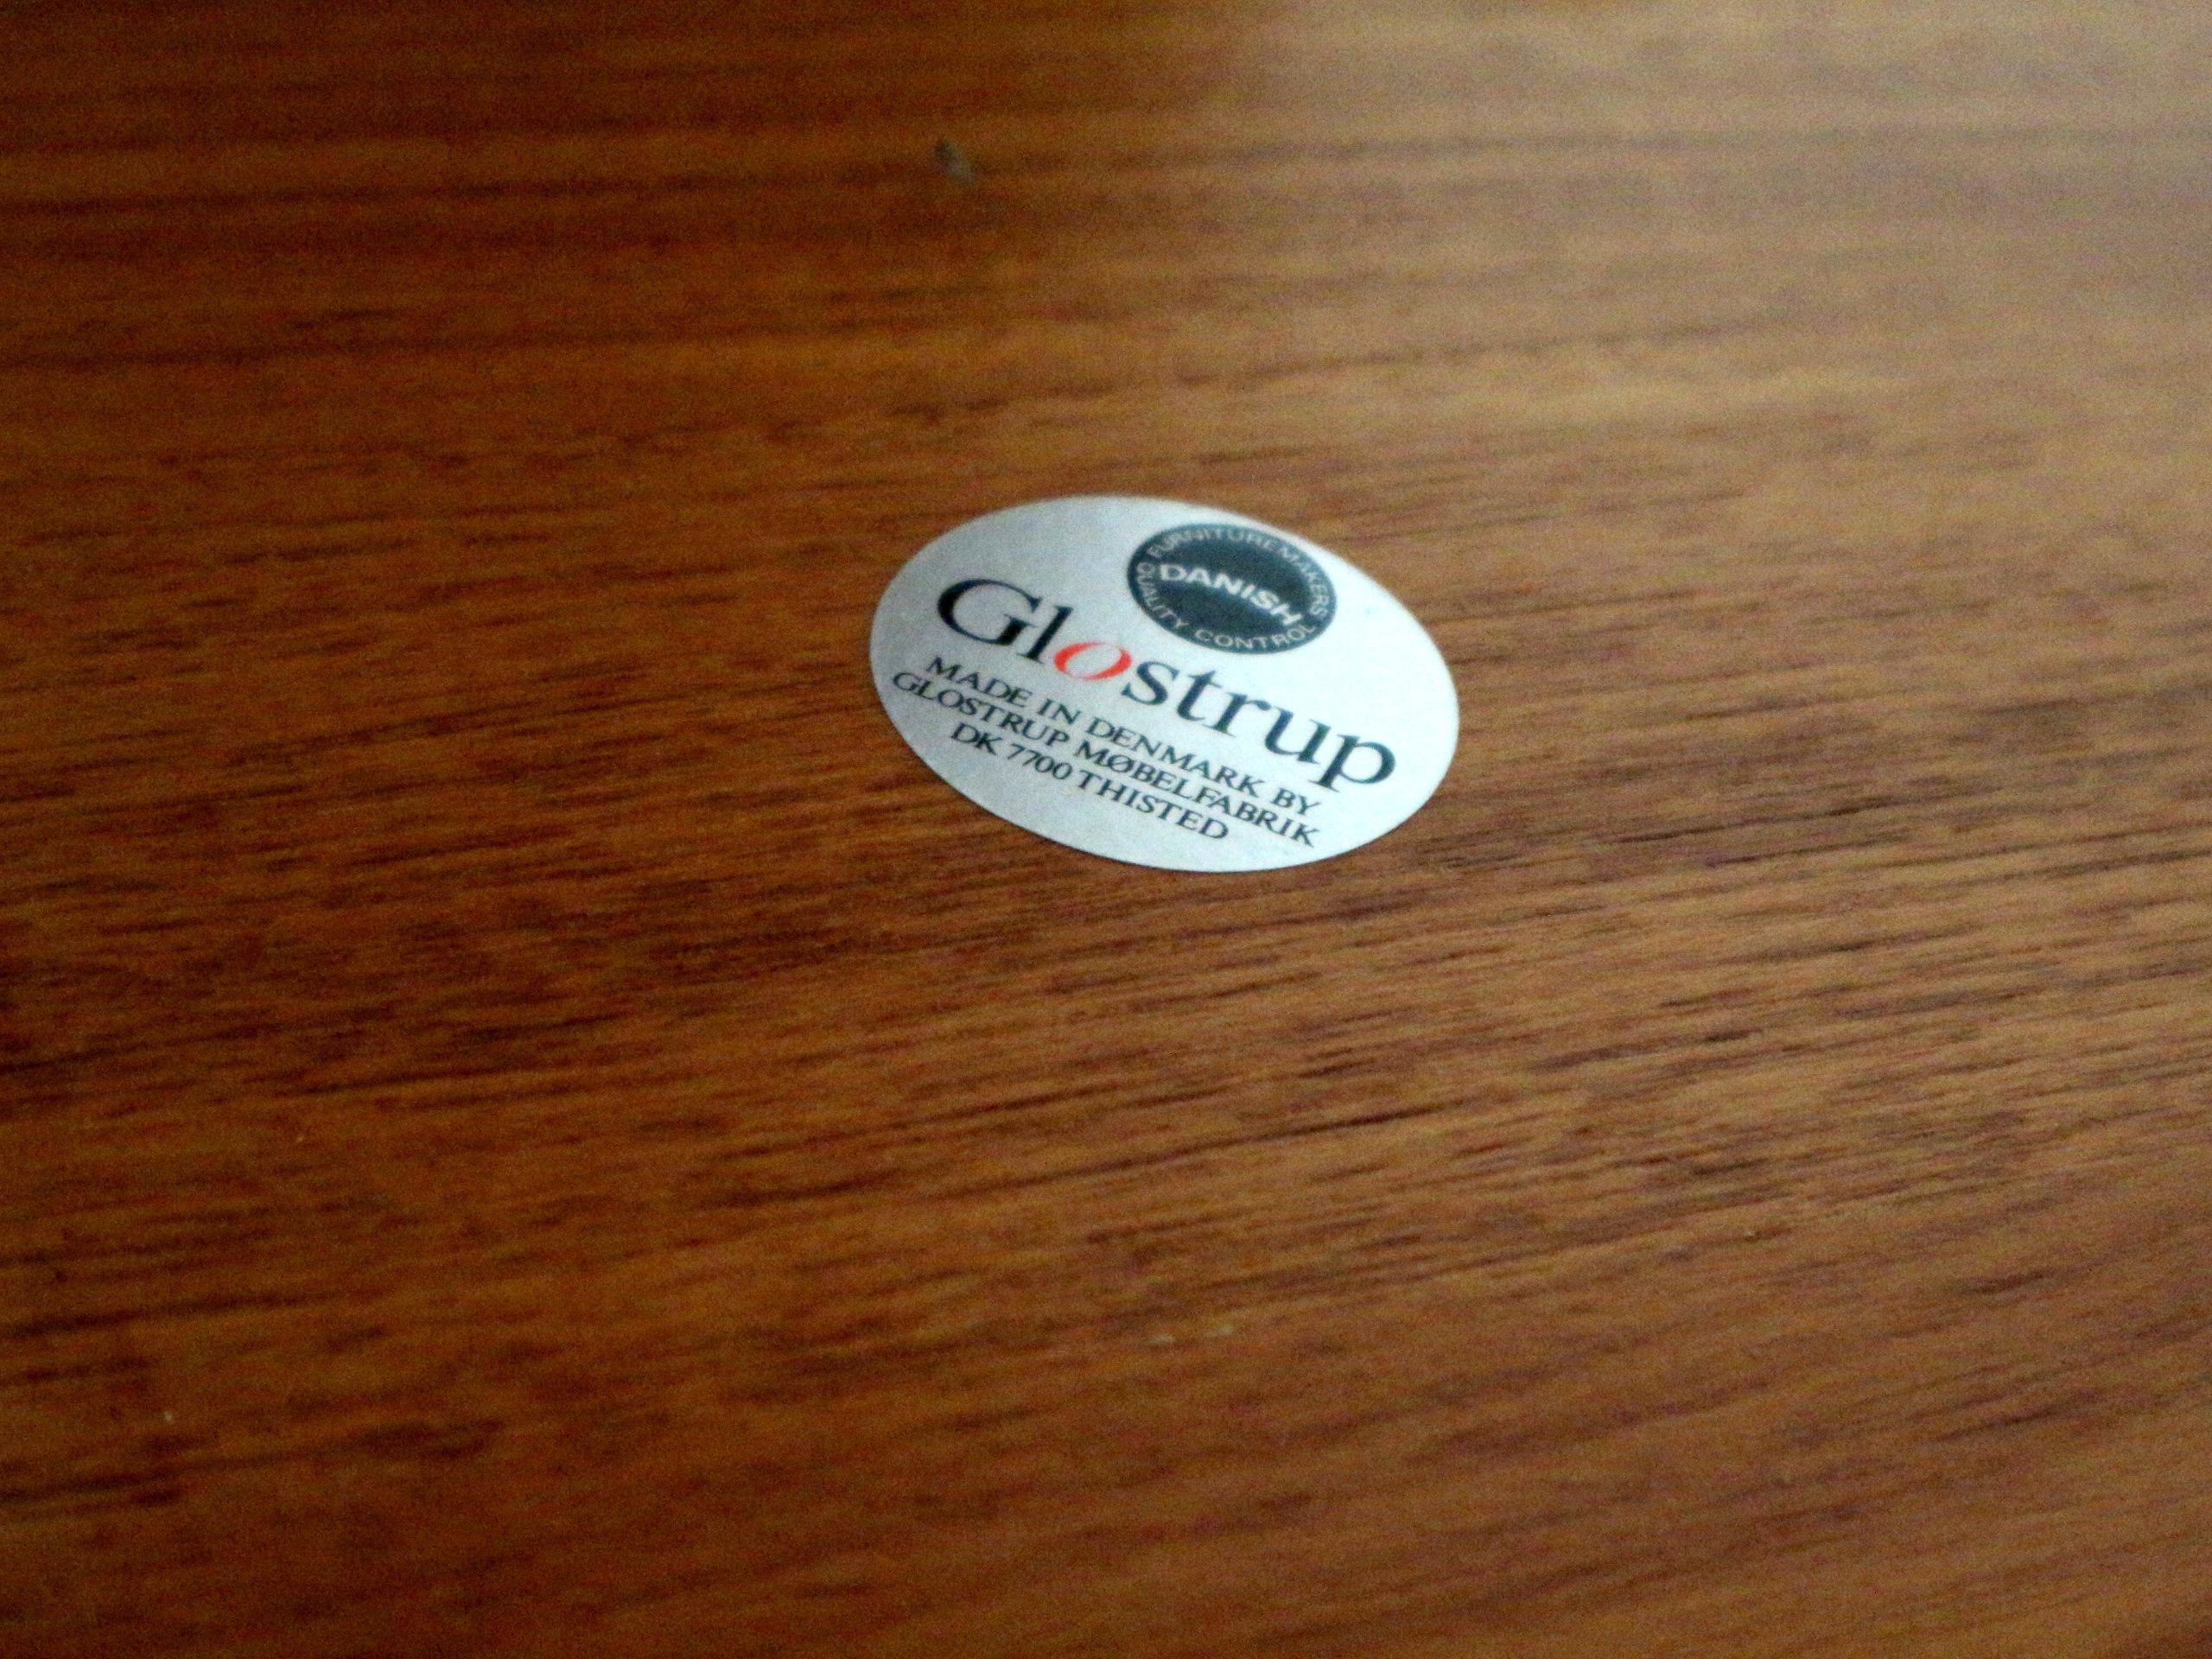 FURNITUREMAKERS
DANISH
QUALITY CONTROL
Glostrup
MADE IN DENMARK BY
GLOSTRUP MØBELFABRIK
DK 7700 THISTED